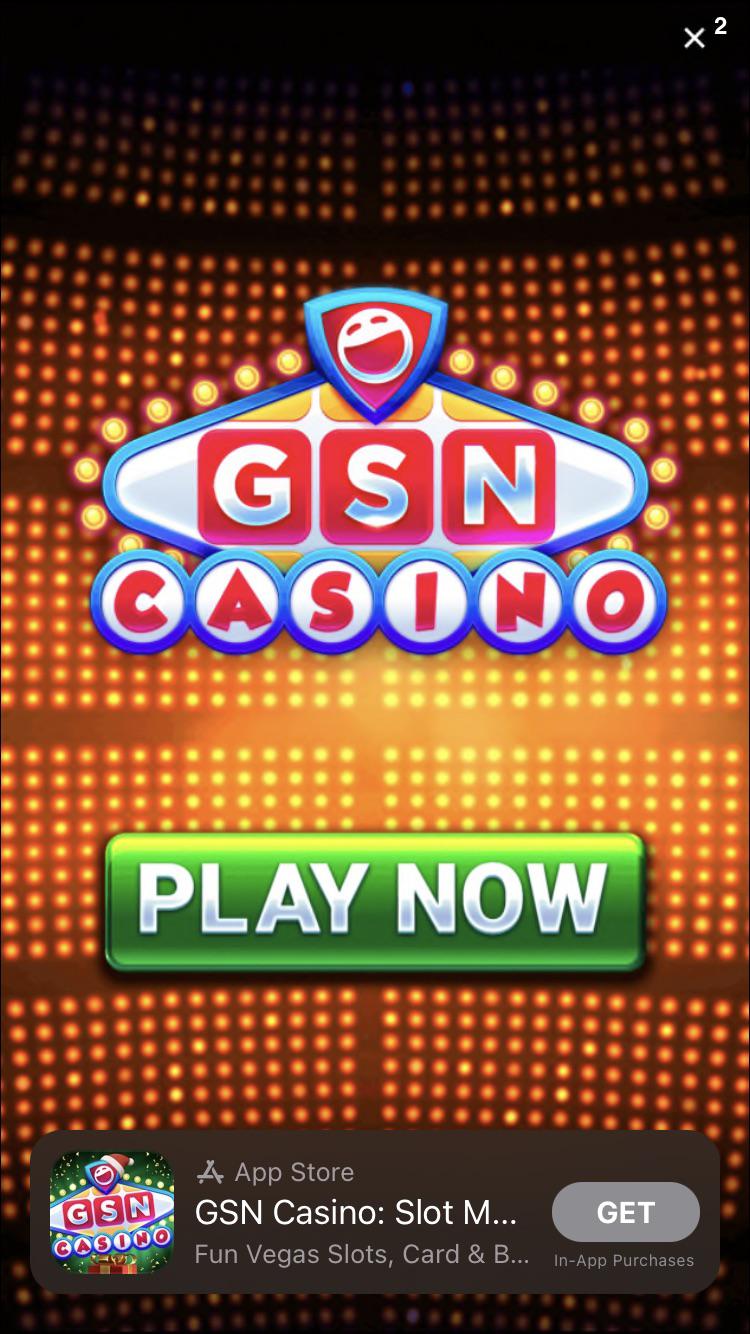 × 2
GSN
CASINO
PLAY NOW
App Store
GSN Casino: Slot M...
GET
Fun Vegas Slots, Card & B...
In-App Purchases
GSN
CASINO